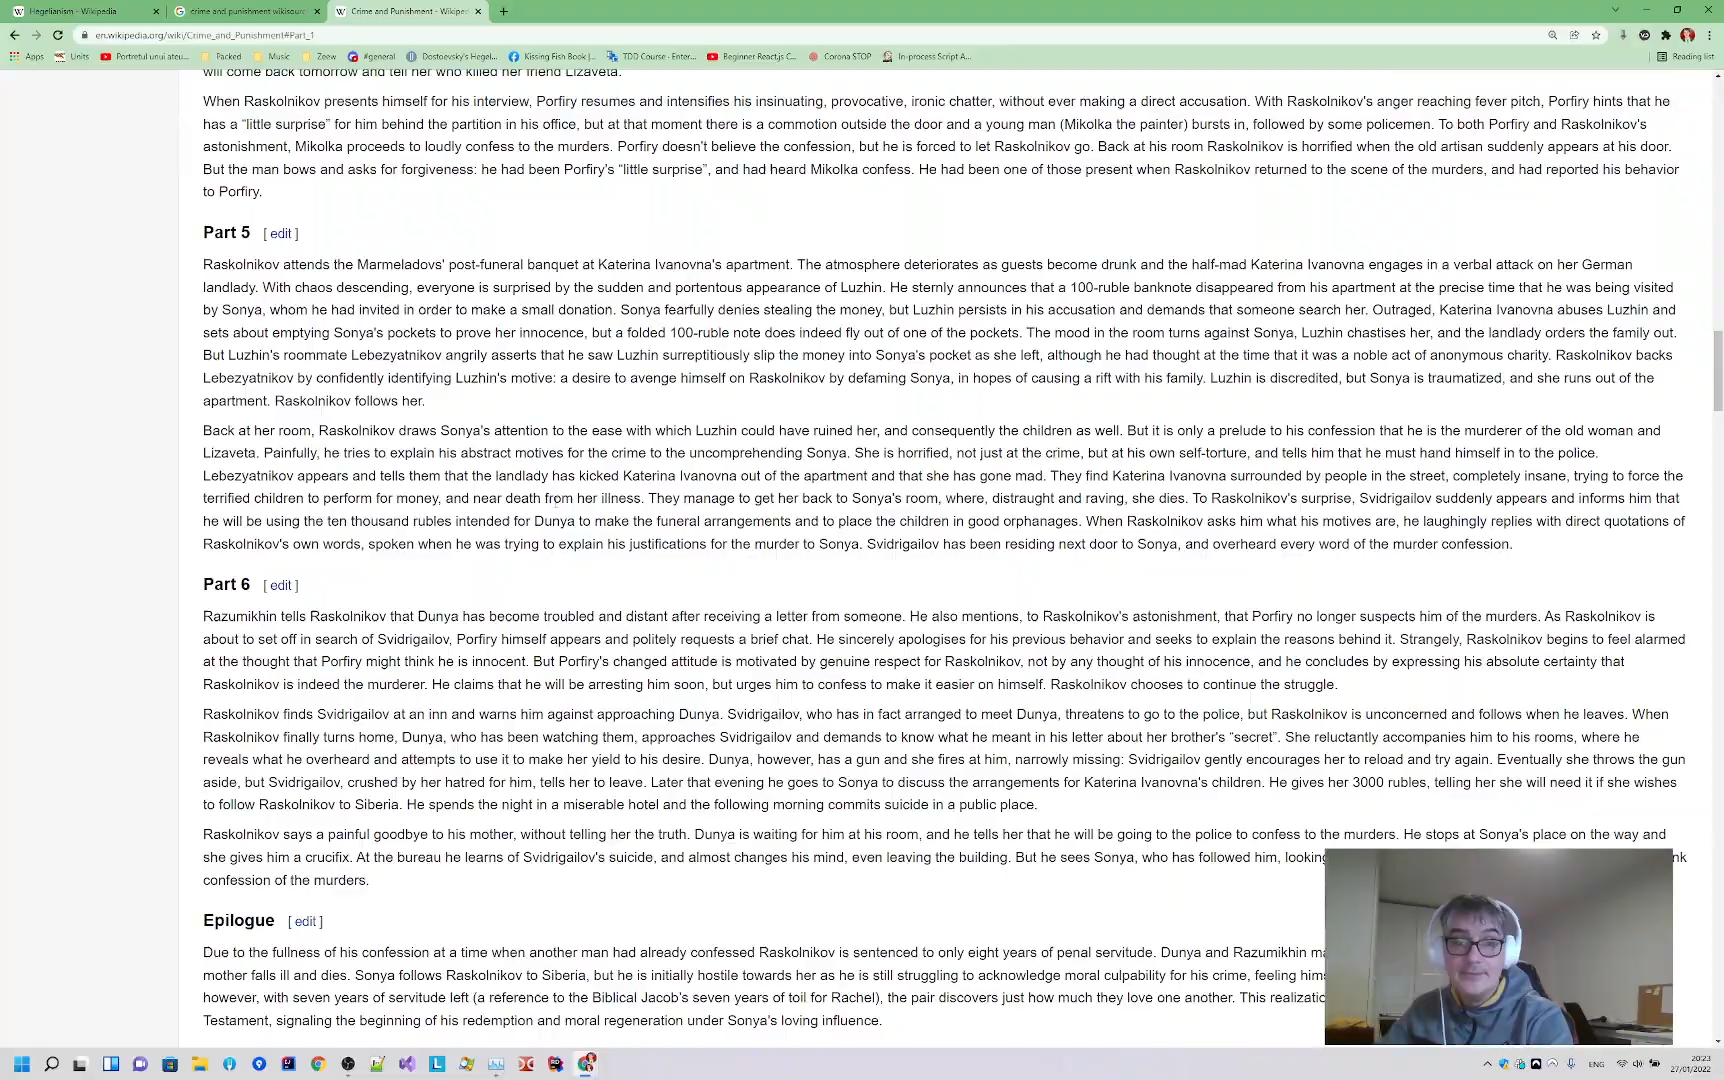 Hegelianism - Wikipedia
crime and punishment wikisourc
Crime and Punishment - Wikiped
en.wikipedia.org/wiki/Crime_and_Punishment#Part_1
Apps
Units
Portretul unui ateu...
Packed
Music
Zeew
#general
Dostoevsky's Hegel...
Kissing Fish Book |...
TDD Course - Enter...
Beginner React.js C...
Corona STOP
In-process Script A...
Reading list
will come back tomorrow and tell her who killed her friend Lizaveta.
When Raskolnikov presents himself for his interview, Porfiry resumes and intensifies his insinuating, provocative, ironic chatter, without ever making a direct accusation. With Raskolnikov's anger reaching fever pitch, Porfiry hints that he
has a “little surprise” for him behind the partition in his office, but at that moment there is a commotion outside the door and a young man (Mikolka the painter) bursts in, followed by some policemen. To both Porfiry and Raskolnikov's
astonishment, Mikolka proceeds to loudly confess to the murders. Porfiry doesn't believe the confession, but he is forced to let Raskolnikov go. Back at his room Raskolnikov is horrified when the old artisan suddenly appears at his door.
But the man bows and asks for forgiveness: he had been Porfiry's “little surprise”, and had heard Mikolka confess. He had been one of those present when Raskolnikov returned to the scene of the murders, and had reported his behavior
to Porfiry.
Part 5 [ edit ]
Raskolnikov attends the Marmeladovs' post-funeral banquet at Katerina Ivanovna's apartment. The atmosphere deteriorates as guests become drunk and the half-mad Katerina Ivanovna engages in a verbal attack on her German
landlady. With chaos descending, everyone is surprised by the sudden and portentous appearance of Luzhin. He sternly announces that a 100-ruble banknote disappeared from his apartment at the precise time that he was being visited
by Sonya, whom he had invited in order to make a small donation. Sonya fearfully denies stealing the money, but Luzhin persists in his accusation and demands that someone search her. Outraged, Katerina Ivanovna abuses Luzhin and
sets about emptying Sonya's pockets to prove her innocence, but a folded 100-ruble note does indeed fly out of one of the pockets. The mood in the room turns against Sonya, Luzhin chastises her, and the landlady orders the family out.
But Luzhin's roommate Lebezyatnikov angrily asserts that he saw Luzhin surreptitiously slip the money into Sonya's pocket as she left, although he had thought at the time that it was a noble act of anonymous charity. Raskolnikov backs
Lebezyatnikov by confidently identifying Luzhin's motive: a desire to avenge himself on Raskolnikov by defaming Sonya, in hopes of causing a rift with his family. Luzhin is discredited, but Sonya is traumatized, and she runs out of the
apartment. Raskolnikov follows her.
Back at her room, Raskolnikov draws Sonya's attention to the ease with which Luzhin could have ruined her, and consequently the children as well. But it is only a prelude to his confession that he is the murderer of the old woman and
Lizaveta. Painfully, he tries to explain his abstract motives for the crime to the uncomprehending Sonya. She is horrified, not just at the crime, but at his own self-torture, and tells him that he must hand himself in to the police.
Lebezyatnikov appears and tells them that the landlady has kicked Katerina Ivanovna out of the apartment and that she has gone mad. They find Katerina Ivanovna surrounded by people in the street, completely insane, trying to force the
terrified children to perform for money, and near death from her illness. They manage to get her back to Sonya's room, where, distraught and raving, she dies. To Raskolnikov's surprise, Svidrigailov suddenly appears and informs him that
he will be using the ten thousand rubles intended for Dunya to make the funeral arrangements and to place the children in good orphanages. When Raskolnikov asks him what his motives are, he laughingly replies with direct quotations of
Raskolnikov's own words, spoken when he was trying to explain his justifications for the murder to Sonya. Svidrigailov has been residing next door to Sonya, and overheard every word of the murder confession.
Part 6 [ edit ]
Razumikhin tells Raskolnikov that Dunya has become troubled and distant after receiving a letter from someone. He also mentions, to Raskolnikov's astonishment, that Porfiry no longer suspects him of the murders. As Raskolnikov is
about to set off in search of Svidrigailov, Porfiry himself appears and politely requests a brief chat. He sincerely apologises for his previous behavior and seeks to explain the reasons behind it. Strangely, Raskolnikov begins to feel alarmed
at the thought that Porfiry might think he is innocent. But Porfiry's changed attitude is motivated by genuine respect for Raskolnikov, not by any thought of his innocence, and he concludes by expressing his absolute certainty that
Raskolnikov is indeed the murderer. He claims that he will be arresting him soon, but urges him to confess to make it easier on himself. Raskolnikov chooses to continue the struggle.
Raskolnikov finds Svidrigailov at an inn and warns him against approaching Dunya. Svidrigailov, who has in fact arranged to meet Dunya, threatens to go to the police, but Raskolnikov is unconcerned and follows when he leaves. When
Raskolnikov finally turns home, Dunya, who has been watching them, approaches Svidrigailov and demands to know what he meant in his letter about her brother's “secret”. She reluctantly accompanies him to his rooms, where he
reveals what he overheard and attempts to use it to make her yield to his desire. Dunya, however, has a gun and she fires at him, narrowly missing: Svidrigailov gently encourages her to reload and try again. Eventually she throws the gun
aside, but Svidrigailov, crushed by her hatred for him, tells her to leave. Later that evening he goes to Sonya to discuss the arrangements for Katerina Ivanovna's children. He gives her 3000 rubles, telling her she will need it if she wishes
to follow Raskolnikov to Siberia. He spends the night in a miserable hotel and the following morning commits suicide in a public place.
Raskolnikov says a painful goodbye to his mother, without telling her the truth. Dunya is waiting for him at his room, and he tells her that he will be going to the police to confess to the murders. He stops at Sonya's place on the way and
she gives him a crucifix. At the bureau he learns of Svidrigailov's suicide, and almost changes his mind, even leaving the building. But he sees Sonya, who has followed him, looking nk
confession of the murders.
Epilogue [ edit ]
Due to the fullness of his confession at a time when another man had already confessed Raskolnikov is sentenced to only eight years of penal servitude. Dunya and Razumikhin ma
mother falls ill and dies. Sonya follows Raskolnikov to Siberia, but he is initially hostile towards her as he is still struggling to acknowledge moral culpability for his crime, feeling hims
however, with seven years of servitude left (a reference to the Biblical Jacob's seven years of toil for Rachel), the pair discovers just how much they love one another. This realizatio
Testament, signaling the beginning of his redemption and moral regeneration under Sonya's loving influence.
ENG
20:23
27/01/2022